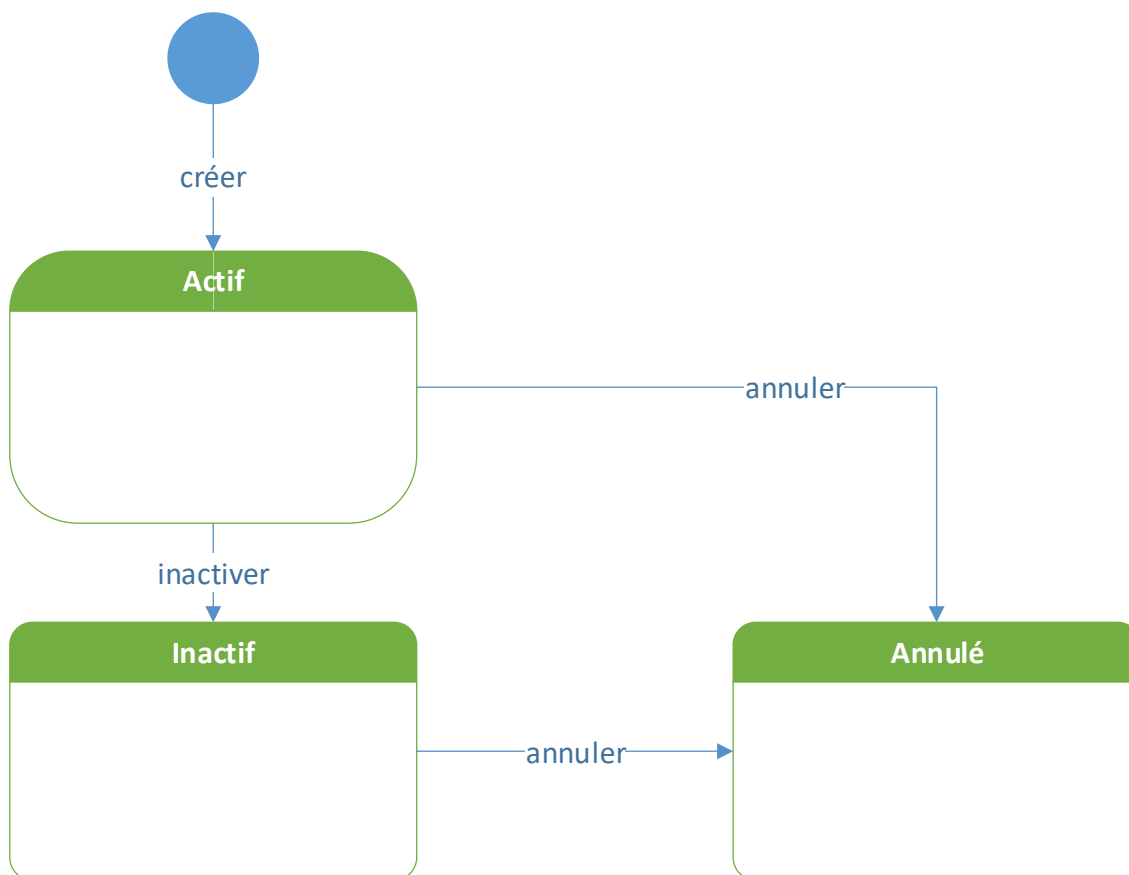 créer
Actif
annuler
inactiver
Inactif
Annulé
annuler